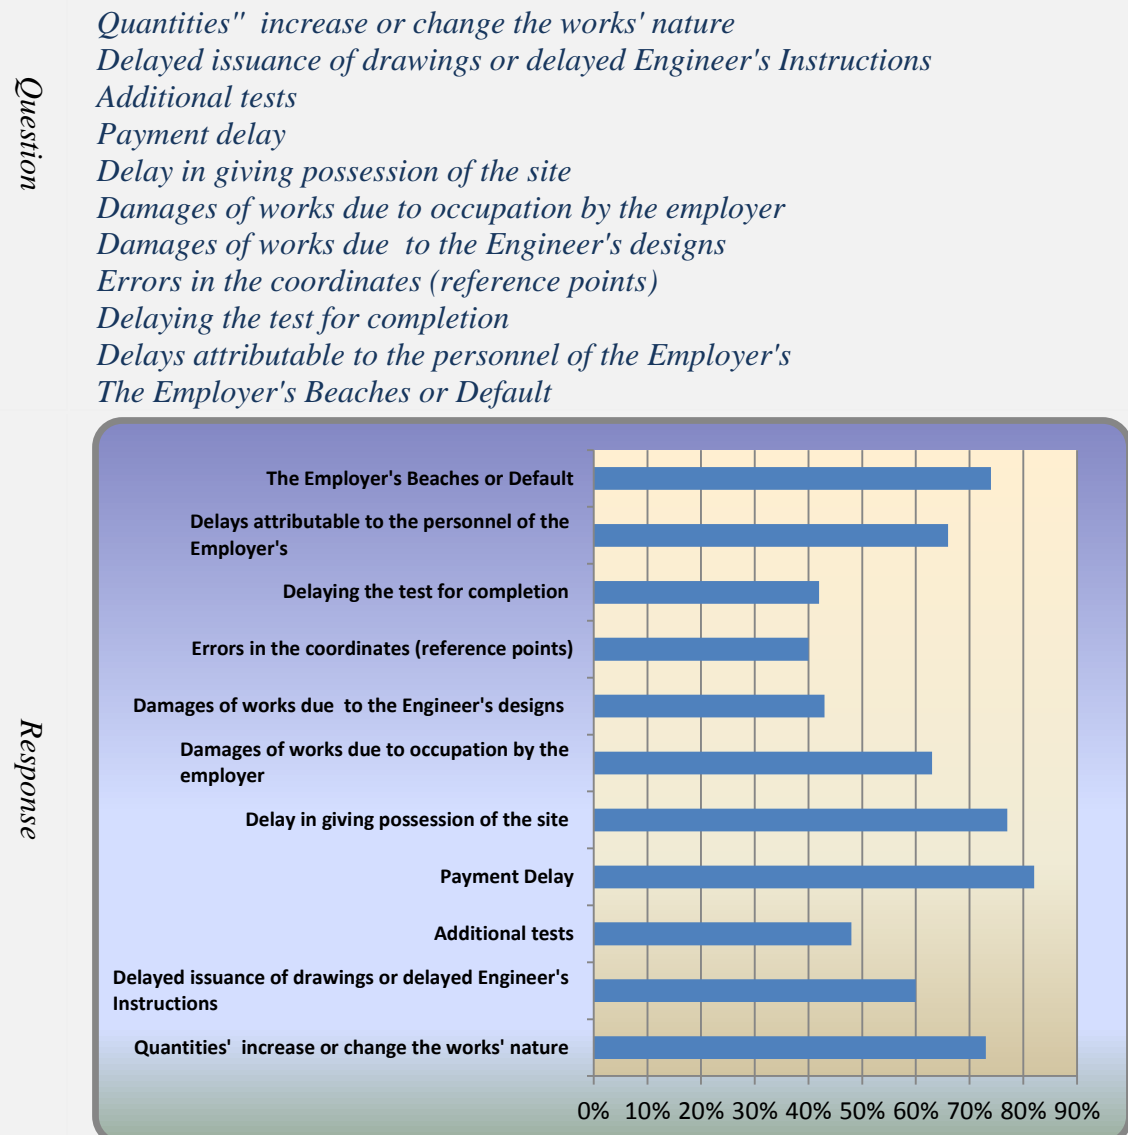 Question
Quantities" increase or change the works' nature
Delayed issuance of drawings or delayed Engineer's Instructions
Additional tests
Payment delay
Delay in giving possession of the site
Damages of works due to occupation by the employer
Damages of works due to the Engineer's designs
Errors in the coordinates (reference points)
Delaying the test for completion
Delays attributable to the personnel of the Employer's
The Employer's Beaches or Default
Response
The Employer's Beaches or Default
Delays attributable to the personnel of the
Employer's
Delaying the test for completion
Errors in the coordinates (reference points)
Damages of works due to the Engineer's designs
Damages of works due to occupation by the
employer
Delay in giving possession of the site
Payment Delay
Additional tests
Delayed issuance of drawings or delayed Engineer's
Instructions
Quantities' increase or change the works' nature
0% 10% 20% 30% 40% 50% 60% 70% 80% 90%